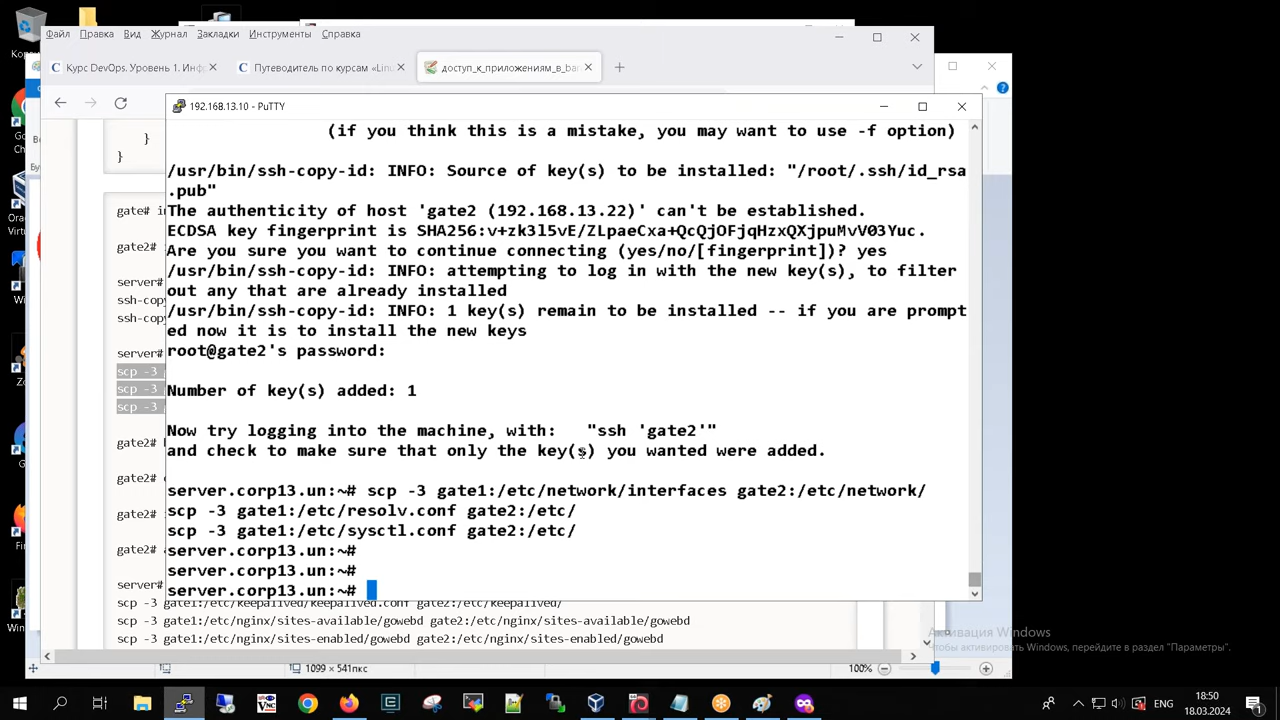 Файл Правка Вид Журнал Закладки Инструменты Справка
Курс DevOps. Уровень 1. Инф
Путеводитель по курсам «Linu
доступ_к_приложениям_в_bar
192.168.13.10 - PuTTY
}
}
gate# in
gate2#
server#
ssh-copy
ssh-cop
server#
scp -3
scp -3
scp -3
gate2#
gate2#
gate2#
gate2#
server#
(if you think this is a mistake, you may want to use -f option)
/usr/bin/ssh-copy-id: INFO: Source of key(s) to be installed: "/root/.ssh/id_rsa
.pub"
The authenticity of host 'gate2 (192.168.13.22)' can't be established.
ECDSA key fingerprint is SHA256:v+zk3l5vE/ZLpaeCxa+QcQjOFjqHzxQXjpuMvV03Yuc.
Are you sure you want to continue connecting (yes/no/[fingerprint])? yes
/usr/bin/ssh-copy-id: INFO: attempting to log in with the new key(s), to filter
out any that are already installed
/usr/bin/ssh-copy-id: INFO: 1 key(s) remain to be installed -- if you are prompt
ed now it is to install the new keys
root@gate2's password:
Number of key(s) added: 1
Now try logging into the machine, with: "ssh 'gate2'"
and check to make sure that only the key(s) you wanted were added.
server.corp13.un:~# scp -3 gate1:/etc/network/interfaces gate2:/etc/network/
scp -3 gate1:/etc/resolv.conf gate2:/etc/
scp -3 gate1:/etc/sysctl.conf gate2:/etc/
server.corp13.un:~#
server.corp13.un:~#
server.corp13.un:~#
scp -3 gate1:/etc/keepalived/keepalived.conf gate2:/etc/keepalived/
scp -3 gate1:/etc/nginx/sites-available/gowebd gate2:/etc/nginx/sites-available/gowebd
scp -3 gate1:/etc/nginx/sites-enabled/gowebd gate2:/etc/nginx/sites-enabled/gowebd
Активация Windows
Чтобы активировать Windows, перейдите в раздел "Параметры".
1099 × 541пкс
100%
ENG
18:50
18.03.2024